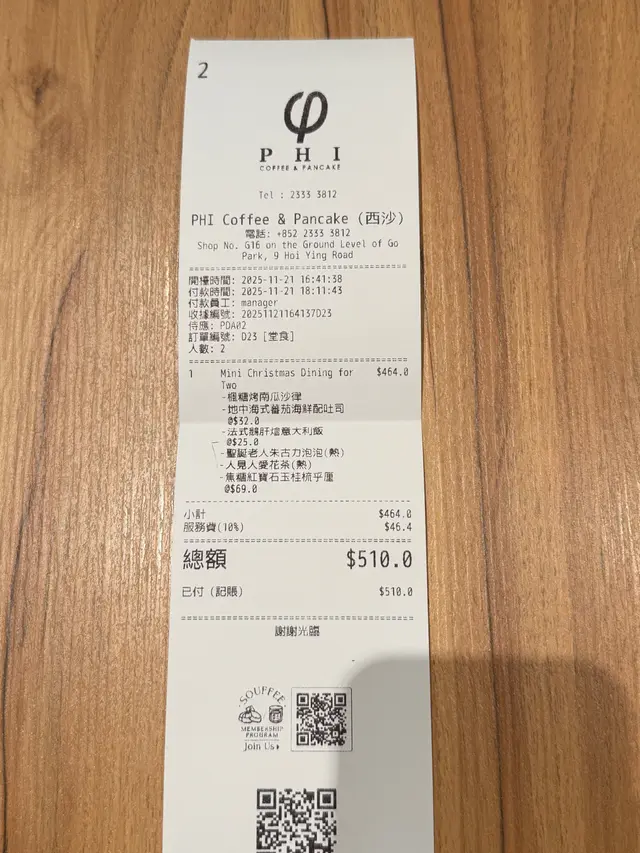 2
φ
PHI
COFFEE & PANCAKE
Tel : 2333 3812
PHI Coffee & Pancake (西沙)
電話: +852 2333 3812
Shop No. G16 on the Ground Level of Go
Park, 9 Hoi Ying Road
開檯時間: 2025-11-21 16:41:38
付款時間: 2025-11-21 18:11:43
付款員工: manager
收據編號: 20251121164137D23
侍應: PDA02
訂單編號: D23 [堂食]
人數: 2
1 Mini Christmas Dining for $464.0
Two
-楓糖烤南瓜沙律
-地中海式蕃茄海鮮配吐司
@$32.0
-法式鵝肝燴意大利飯
@$25.0
-聖誕老人朱古力泡泡(熱)
-人見人愛花茶(熱)
-焦糖紅寶石玉桂梳乎厘
@$69.0
小計 $464.0
服務費(10%) $46.4
總額 $510.0
已付 (記賬) $510.0
謝謝光臨
SOUFFEE
MEMBERSHIP
PROGRAM
Join Us